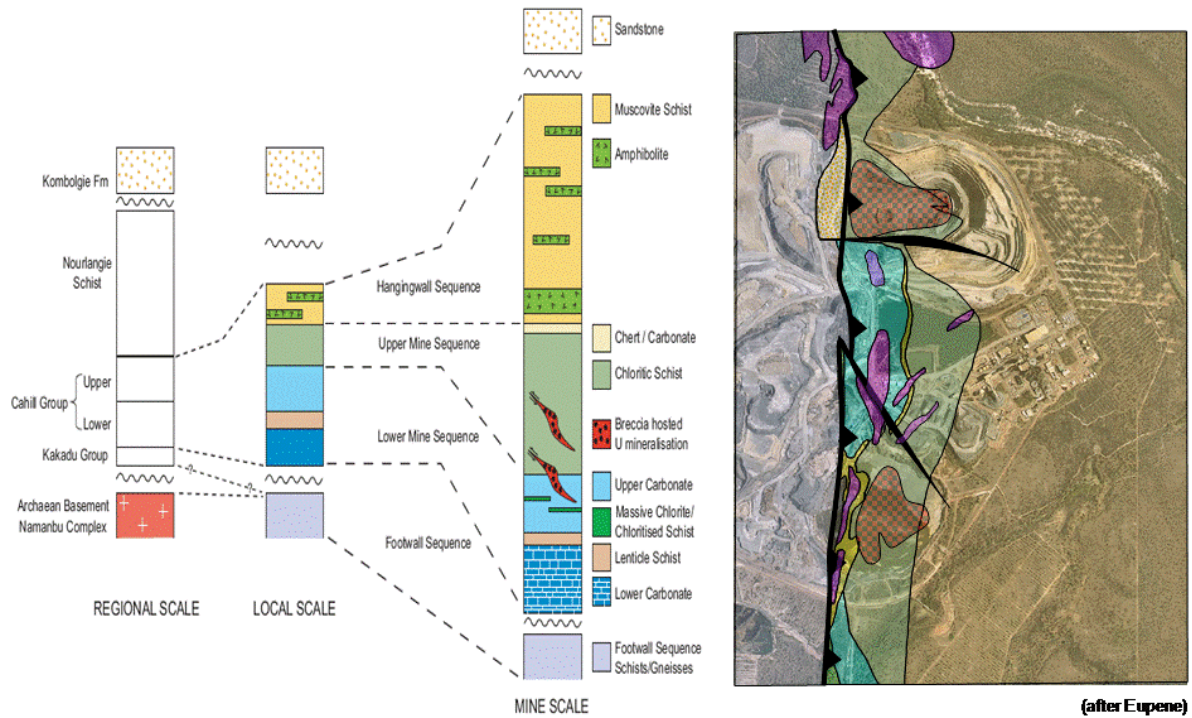 Kombolgie Fm
Nourlangie
Schist
Upper
Cahill Group
Lower
Kakadu Group
Archaean Basement
Namanbu Complex
REGIONAL SCALE
?
?
LOCAL SCALE
Hangingwall Sequence
Upper Mine Sequence
Lower Mine Sequence
Footwall Sequence
MINE SCALE
Sandstone
Muscovite Schist
Amphibolite
Chert / Carbonate
Chloritic Schist
Breccia hosted
U mineralisation
Upper Carbonate
Massive Chlorite/
Chloritised Schist
Lenticle Schist
Lower Carbonate
Footwall Sequence
Schists/Gneisses
(after Eupene)